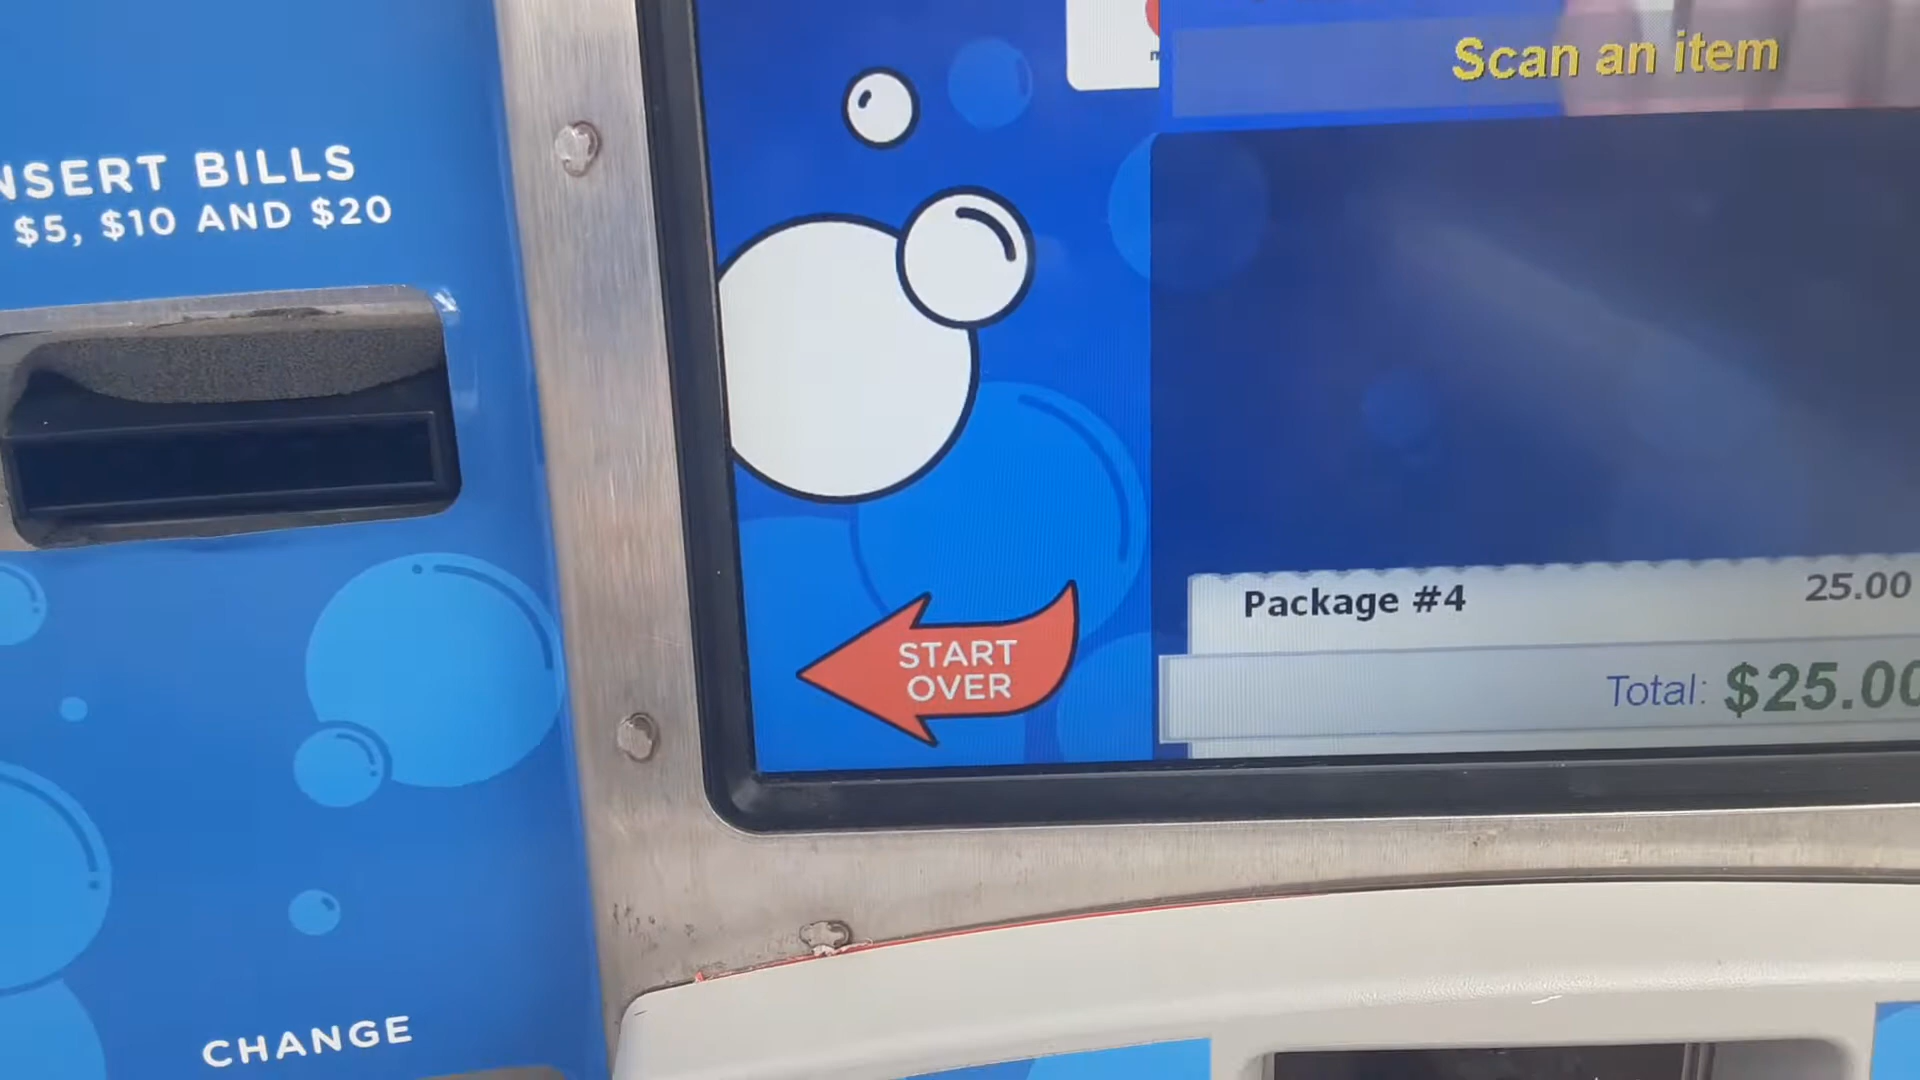 NSERT BILLS
$5, $10 AND $20
CHANGE
Scan an item
START
OVER
Package #4 25.00
Total: $25.00